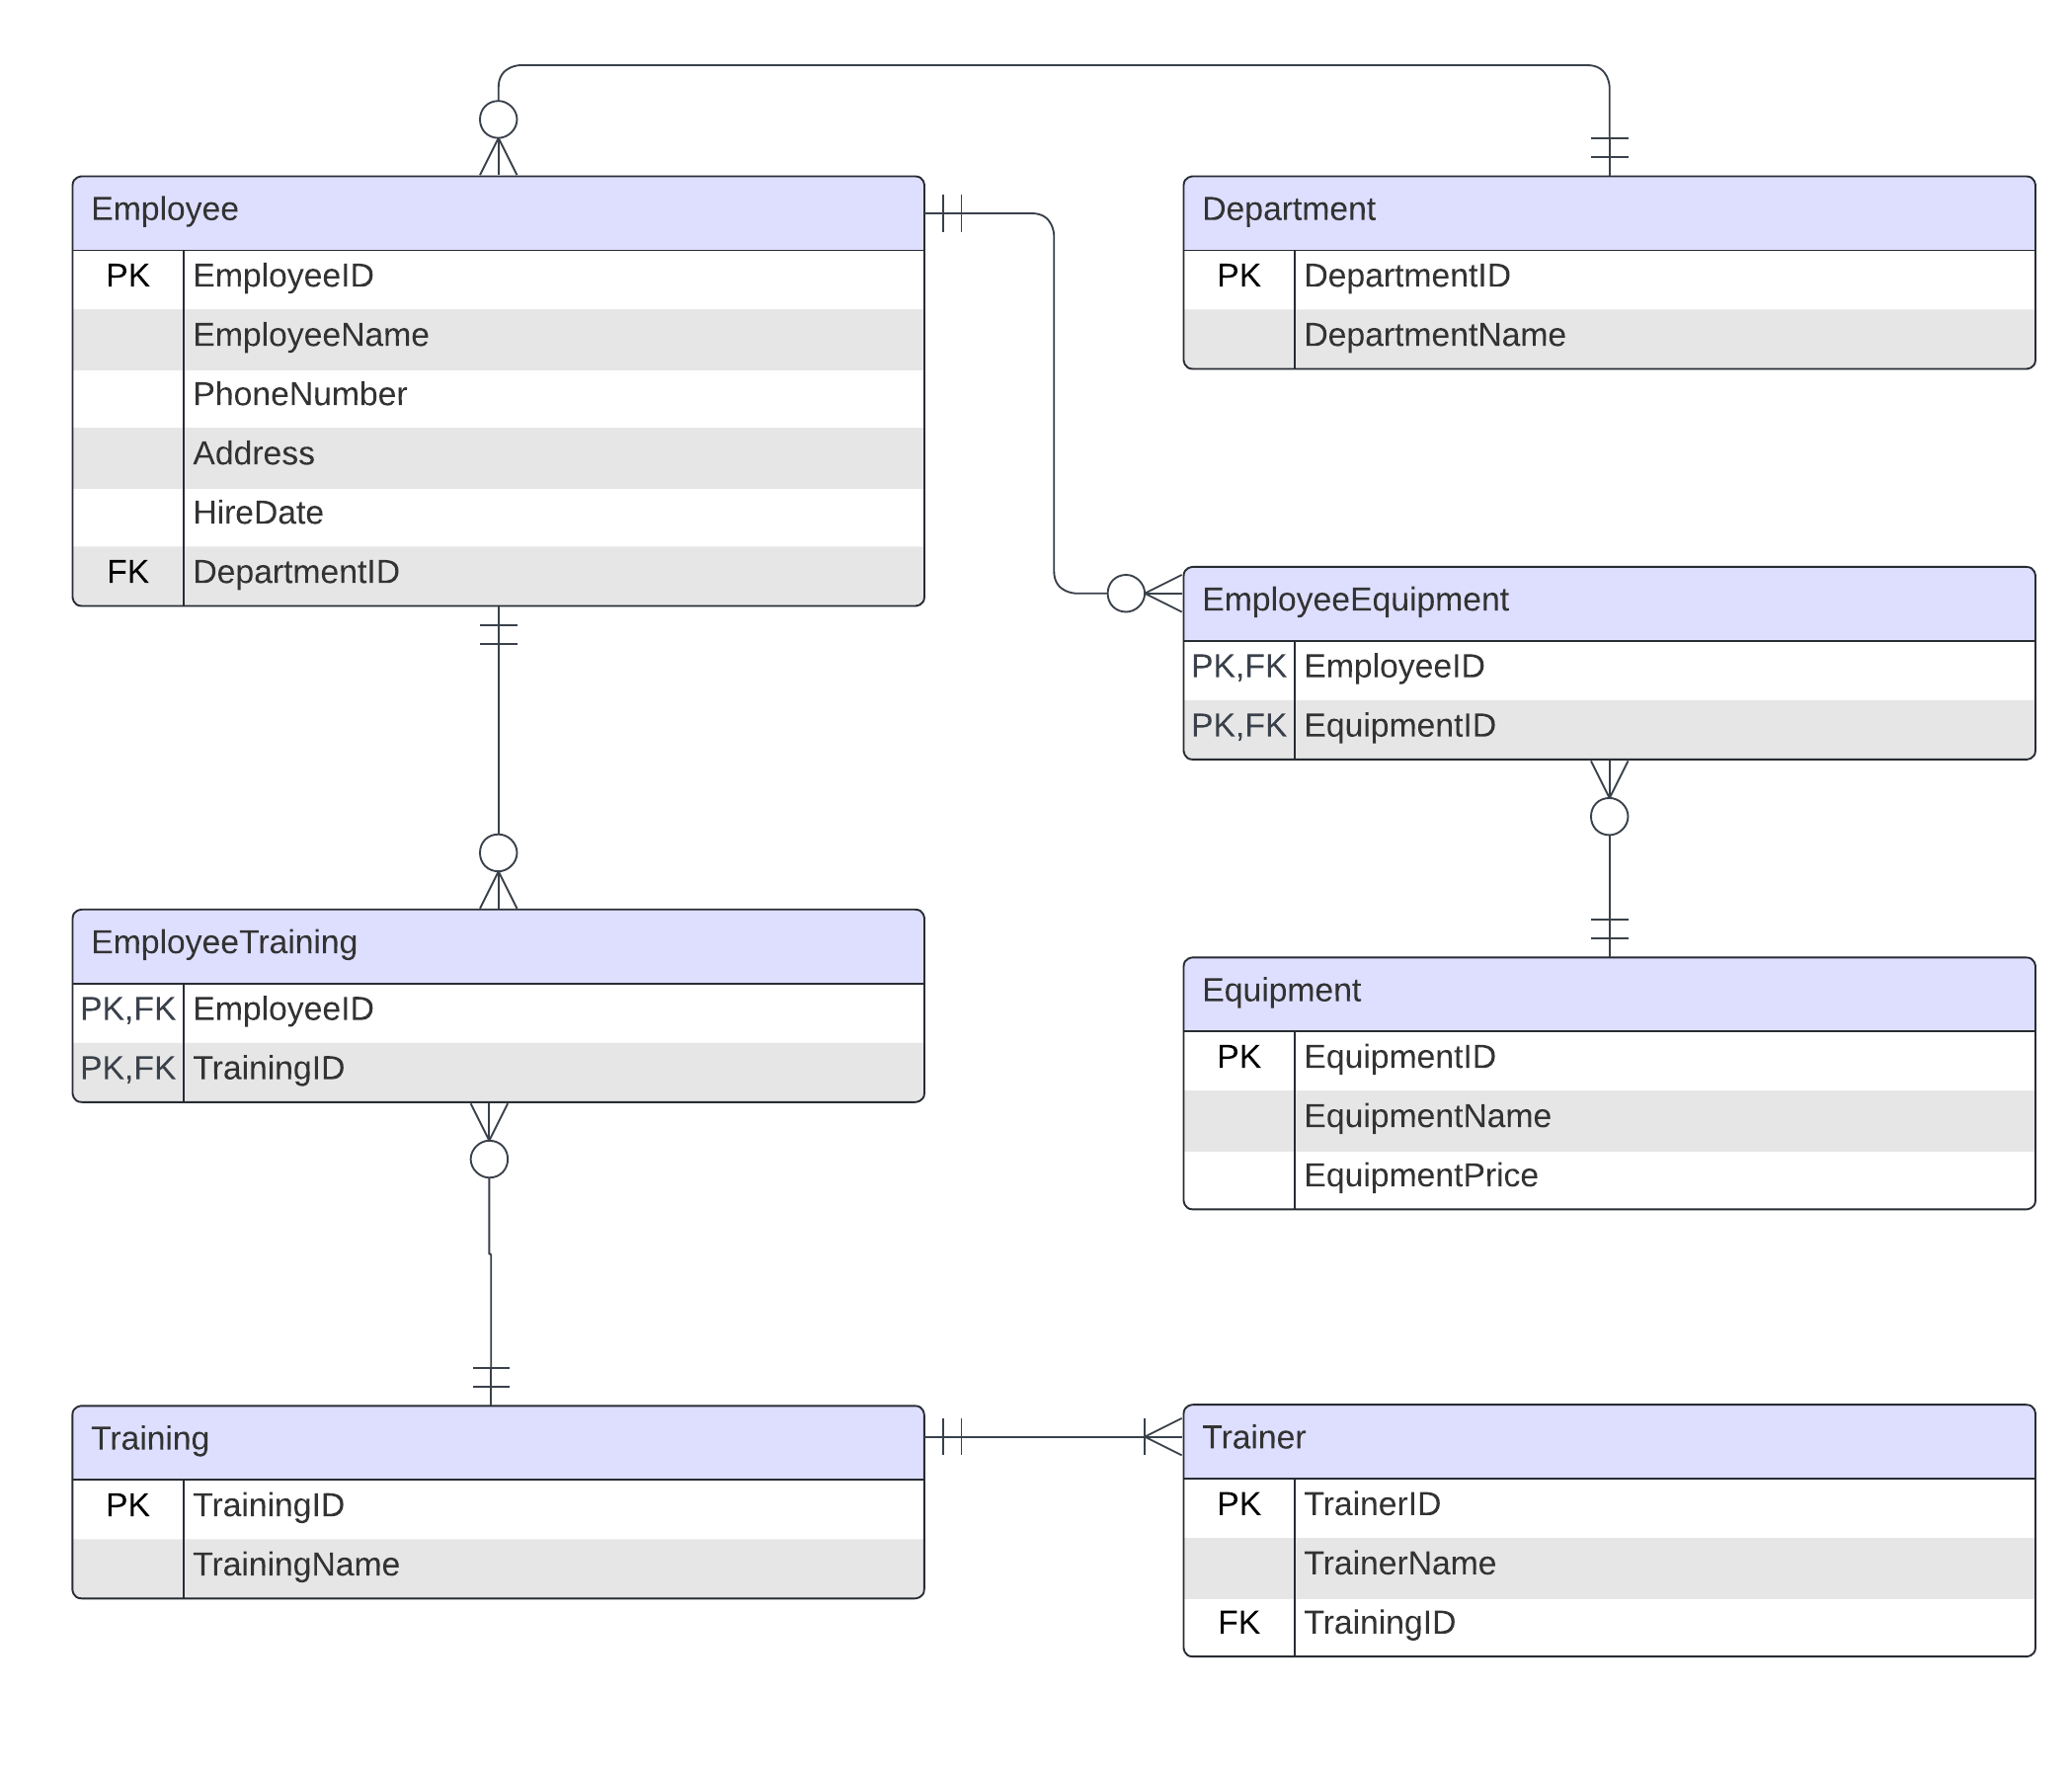 Employee
PK EmployeeID
EmployeeName
PhoneNumber
Address
HireDate
FK DepartmentID
Department
PK DepartmentID
DepartmentName
EmployeeEquipment
PK,FK EmployeeID
PK,FK EquipmentID
EmployeeTraining
PK,FK EmployeeID
PK,FK TrainingID
Equipment
PK EquipmentID
EquipmentName
EquipmentPrice
Training
PK TrainingID
TrainingName
Trainer
PK TrainerID
TrainerName
FK TrainingID